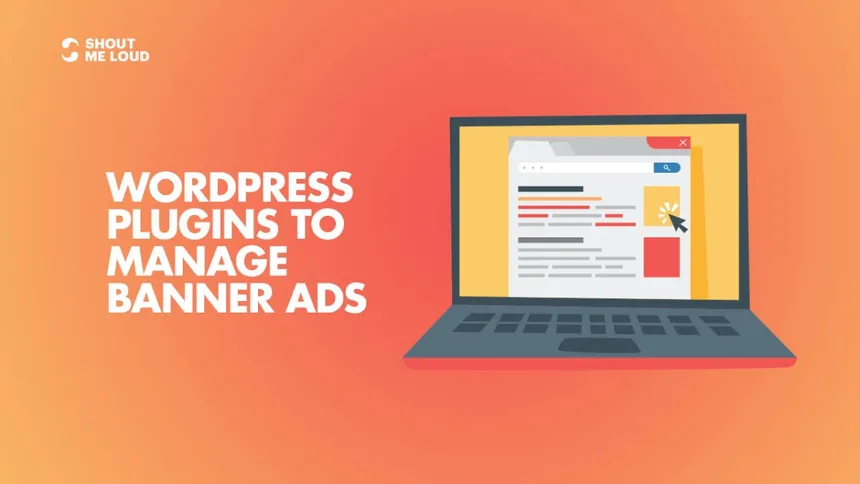 SHOUT
ME LOUD
WORDPRESS
PLUGINS TO
MANAGE
BANNER ADS